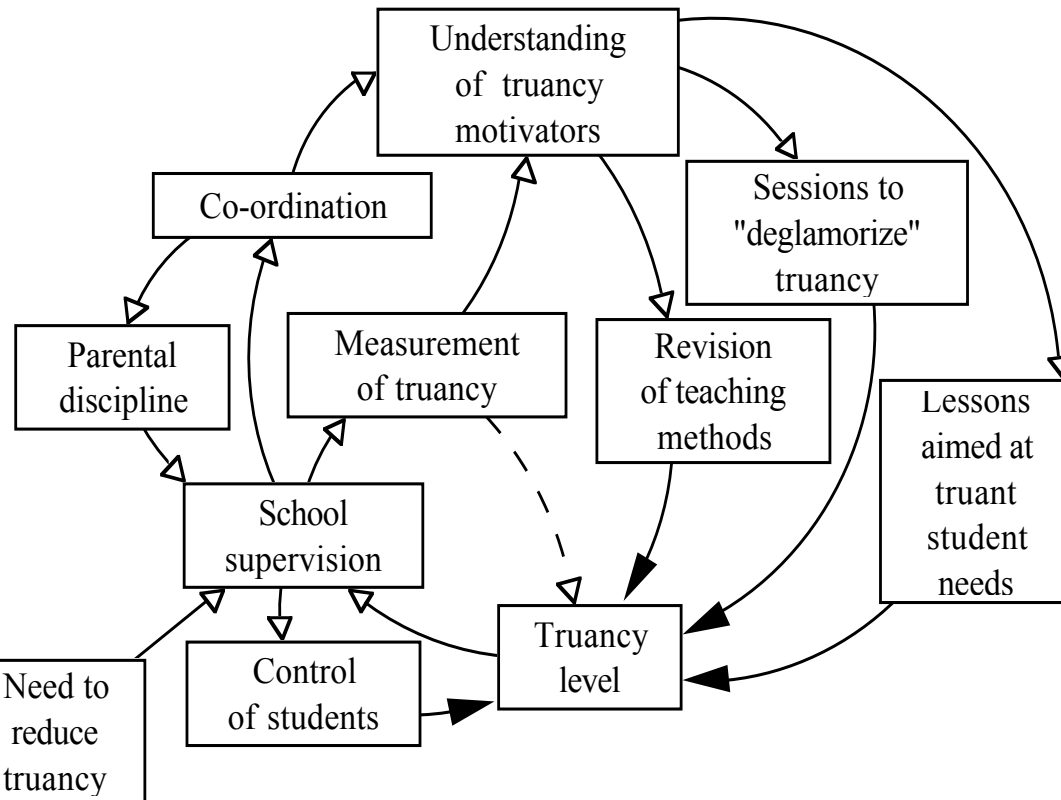 Understanding
of truancy
motivators
Co-ordination
Sessions to
"deglamorize"
truancy
Parental
discipline
Measurement
of truancy
Revision
of teaching
methods
Lessons
aimed at
truant
student
needs
School
supervision
Truancy
level
Control
of students
Need to
reduce
truancy